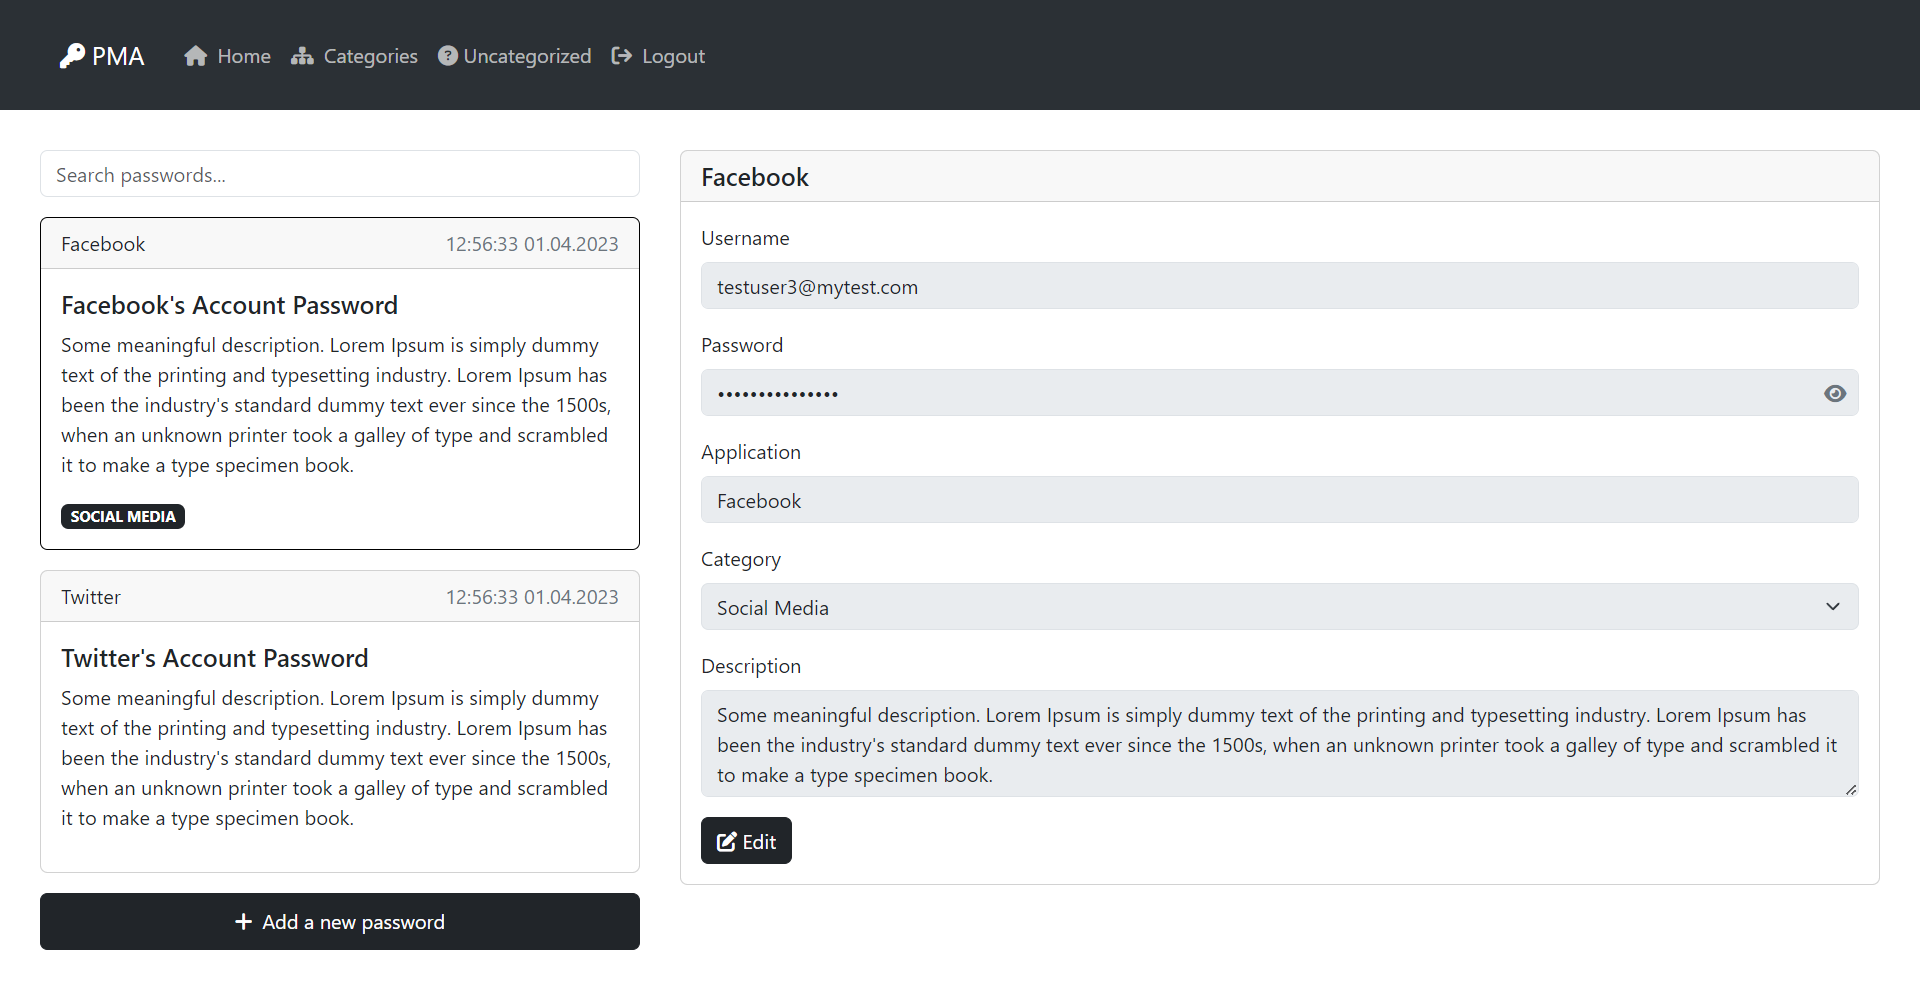 PMA Home Categories Uncategorized Logout
Search passwords...
Facebook 12:56:33 01.04.2023
Facebook's Account Password
Some meaningful description. Lorem Ipsum is simply dummy
text of the printing and typesetting industry. Lorem Ipsum has
been the industry's standard dummy text ever since the 1500s,
when an unknown printer took a galley of type and scrambled
it to make a type specimen book.
SOCIAL MEDIA
Twitter 12:56:33 01.04.2023
Twitter's Account Password
Some meaningful description. Lorem Ipsum is simply dummy
text of the printing and typesetting industry. Lorem Ipsum has
been the industry's standard dummy text ever since the 1500s,
when an unknown printer took a galley of type and scrambled
it to make a type specimen book.
Add a new password
Facebook
Username
testuser3@mytest.com
Password
•••••••••••••••
Application
Facebook
Category
Social Media
Description
Some meaningful description. Lorem Ipsum is simply dummy text of the printing and typesetting industry. Lorem Ipsum has
been the industry's standard dummy text ever since the 1500s, when an unknown printer took a galley of type and scrambled it
to make a type specimen book.
Edit